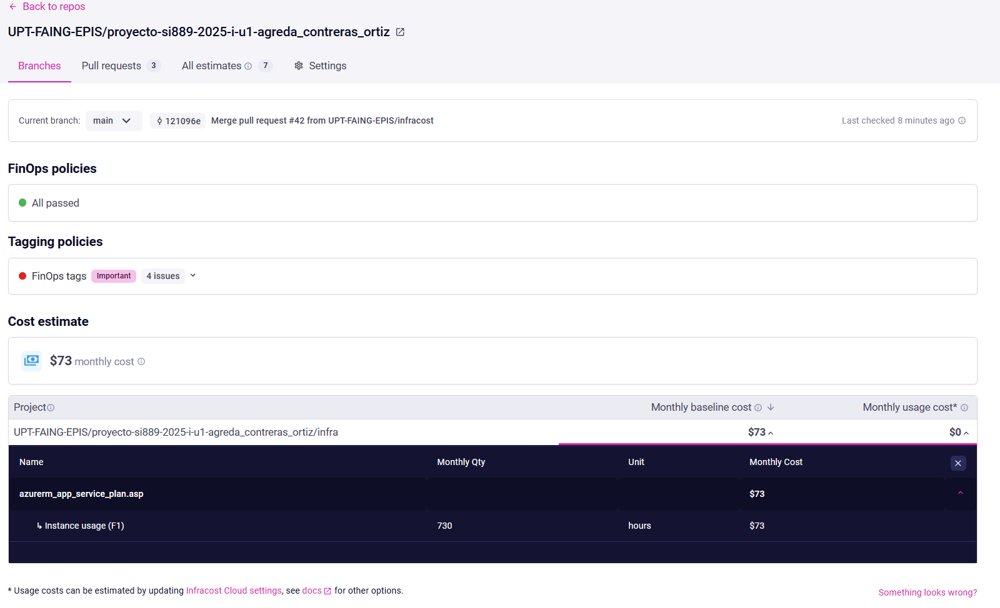 ← Back to repos
UPT-FAING-EPIS/proyecto-si889-2025-i-u1-agreda_contreras_ortiz
Branches Pull requests 3 All estimates 7 Settings
Current branch: main 121096e Merge pull request #42 from UPT-FAING-EPIS/infracost Last checked 8 minutes ago
FinOps policies
All passed
Tagging policies
FinOps tags Important 4 issues
Cost estimate
$73 monthly cost
Project Monthly baseline cost ↓ Monthly usage cost*
UPT-FAING-EPIS/proyecto-si889-2025-i-u1-agreda_contreras_ortiz/infra $73 $0
Name Monthly Qty Unit Monthly Cost
azurerm_app_service_plan.asp $73
↳ Instance usage (F1) 730 hours $73
* Usage costs can be estimated by updating Infracost Cloud settings, see docs for other options.
Something looks wrong?